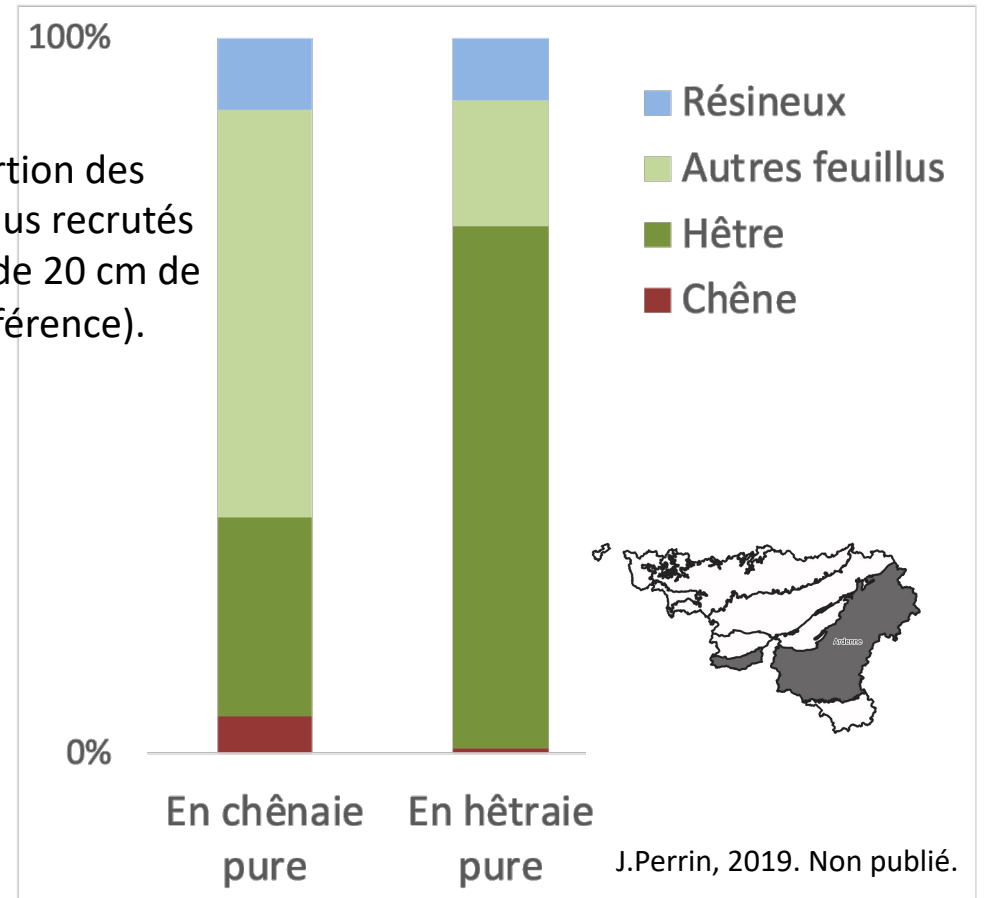 100%
rtion des
us recrutés
de 20 cm de
férence).
Résineux
Autres feuillus
Hêtre
Chêne
Ardenne
0%
En chênaie
pure
En hêtraie
pure
J.Perrin, 2019. Non publié.